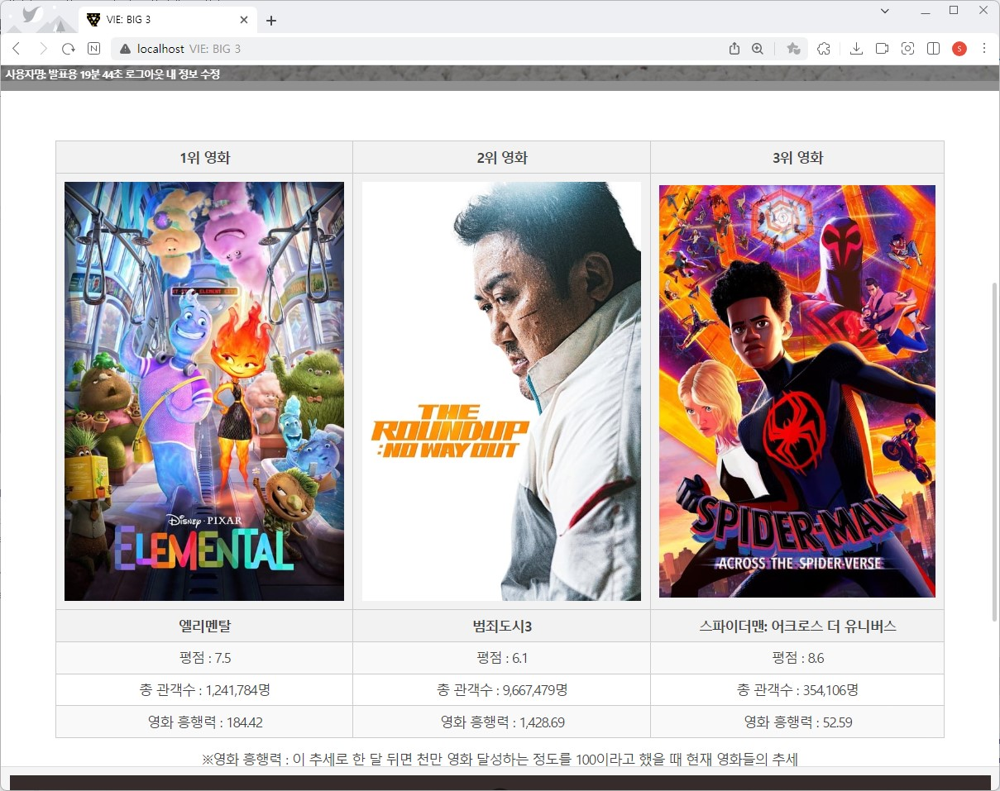 VIE: BIG 3
localhost VIE: BIG 3
S
사용자명: 발표용 19분 44초 로그아웃 내 정보 수정
1위 영화 2위 영화 3위 영화
DISNEY · PIXAR
ELEMENTAL
THE
ROUNDUP
:NO WAY OUT
SPIDER-MAN
ACROSS THE SPIDER-VERSE
엘리멘탈 범죄도시3 스파이더맨: 어크로스 더 유니버스
평점 : 7.5 평점 : 6.1 평점 : 8.6
총 관객수 : 1,241,784명 총 관객수 : 9,667,479명 총 관객수 : 354,106명
영화 흥행력 : 184.42 영화 흥행력 : 1,428.69 영화 흥행력 : 52.59
※영화 흥행력 : 이 추세로 한 달 뒤면 천만 영화 달성하는 정도를 100이라고 했을 때 현재 영화들의 추세